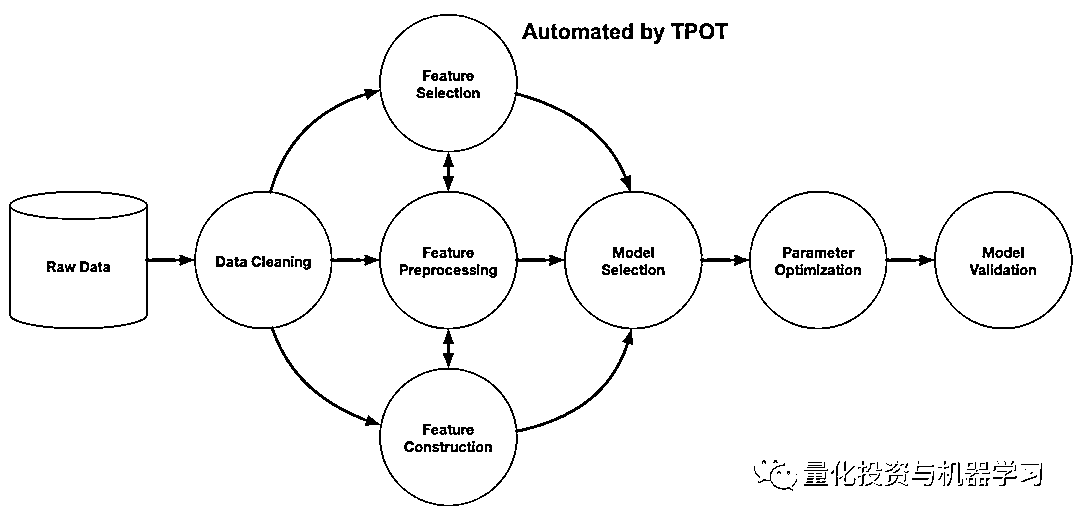 Automated by TPOT
Feature
Selection
Raw Data
Data Cleaning
Feature
Preprocessing
Model
Selection
Parameter
Optimization
Model
Validation
Feature
Construction
量化投资与机器学习